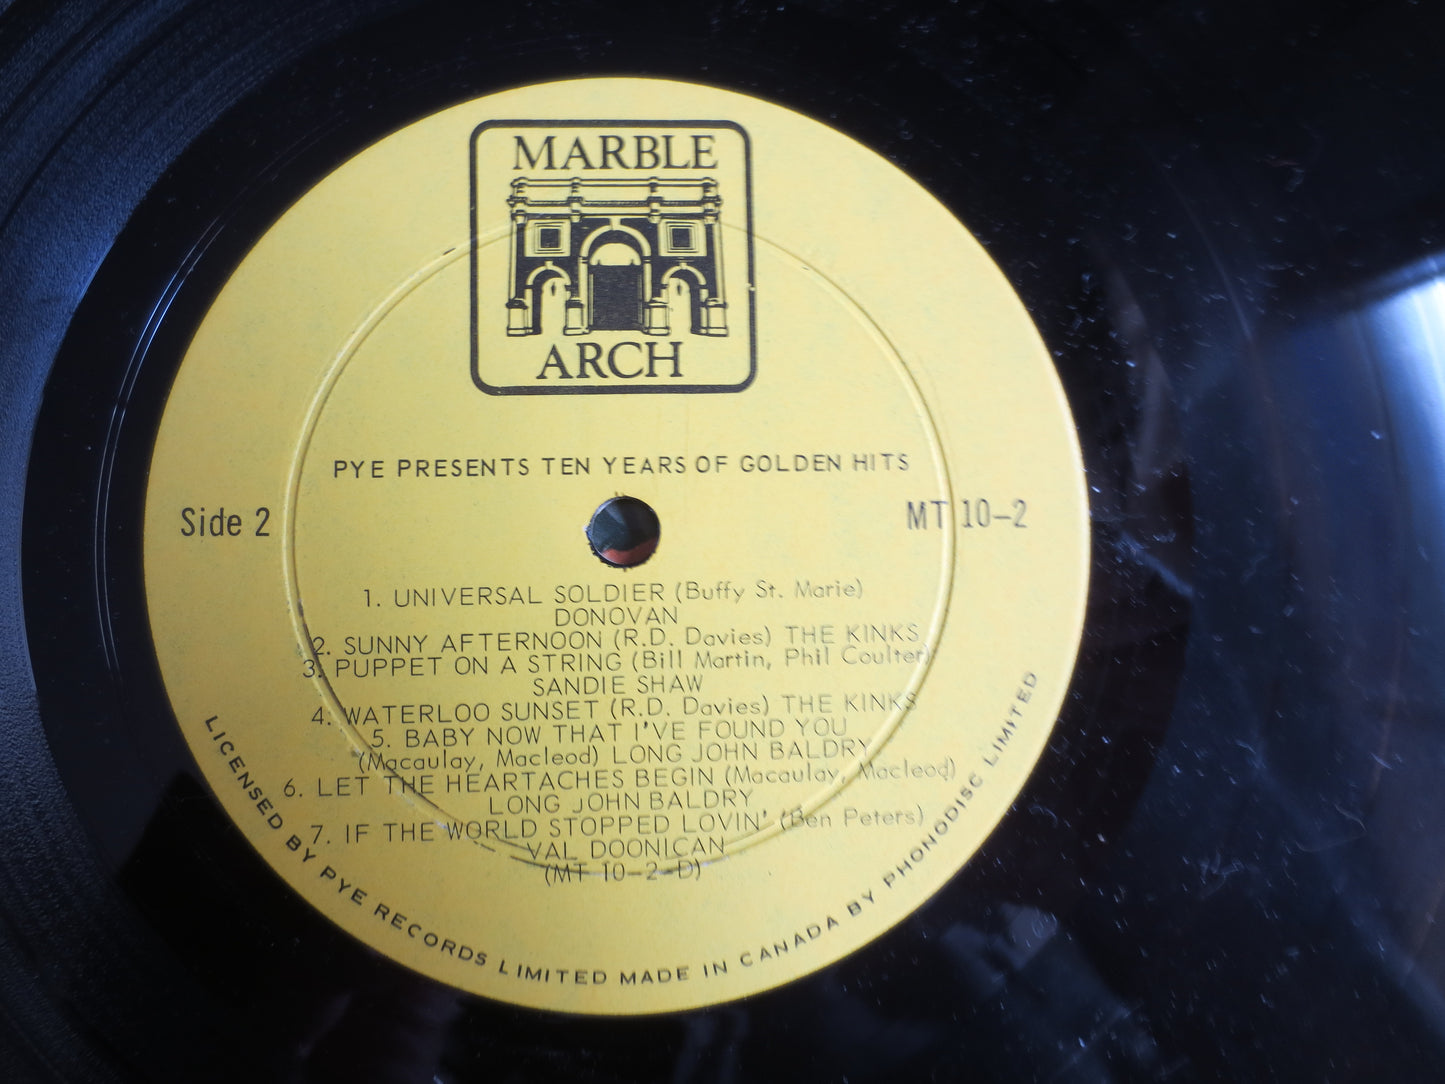 MARBLE
ARCH
PYE PRESENTS TEN YEARS OF GOLDEN HITS
Side 2
MT 10-2
1. UNIVERSAL SOLDIER (Buffy St. Marie)
DONOVAN
2. SUNNY AFTERNOON (R.D. Davies) THE KINKS
3. PUPPET ON A STRING (Bill Martin, Phil Coulter)
SANDIE SHAW
4. WATERLOO SUNSET (R.D. Davies) THE KINKS
5. BABY NOW THAT I'VE FOUND YOU
(Macaulay, Macleod) LONG JOHN BALDRY
6. LET THE HEARTACHES BEGIN (Macaulay, Macleod)
LONG JOHN BALDRY
7. IF THE WORLD STOPPED LOVIN' (Ben Peters)
VAL DOONICAN
(MT 10-2-D)
LICENSED BY PYE RECORDS LIMITED MADE IN CANADA BY PHONODISC LIMITED